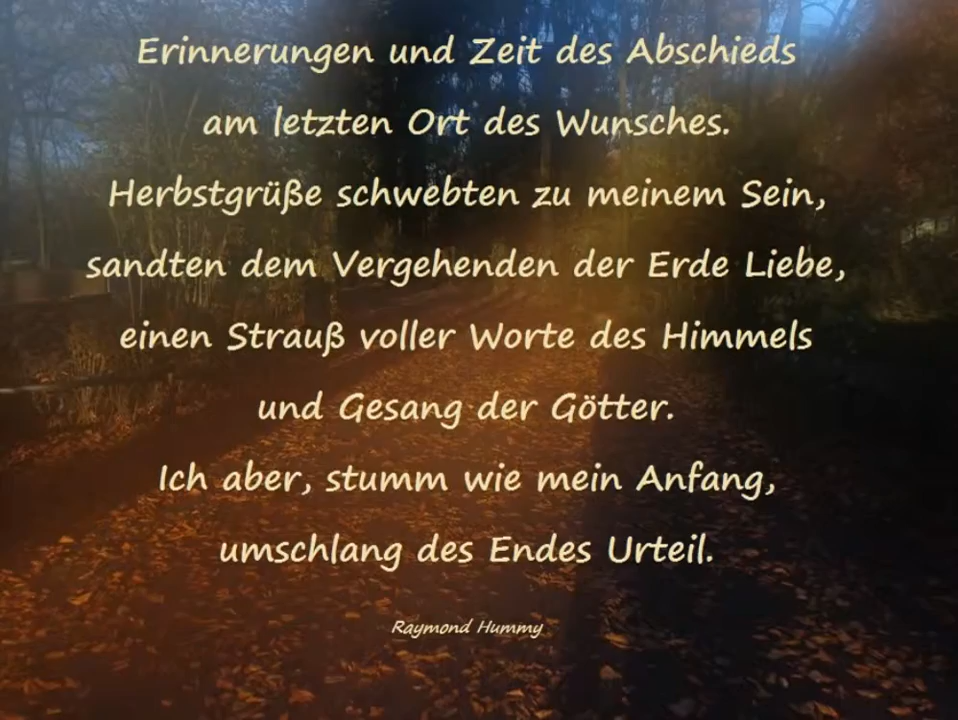 Erinnerungen und Zeit des Abschieds
am letzten Ort des Wunsches.
Herbstgrüße schwebten zu meinem Sein,
sandten dem Vergehenden der Erde Liebe,
einen Strauß voller Worte des Himmels
und Gesang der Götter.
Ich aber, stumm wie mein Anfang,
umschlang des Endes Urteil.
Raymond Hummy